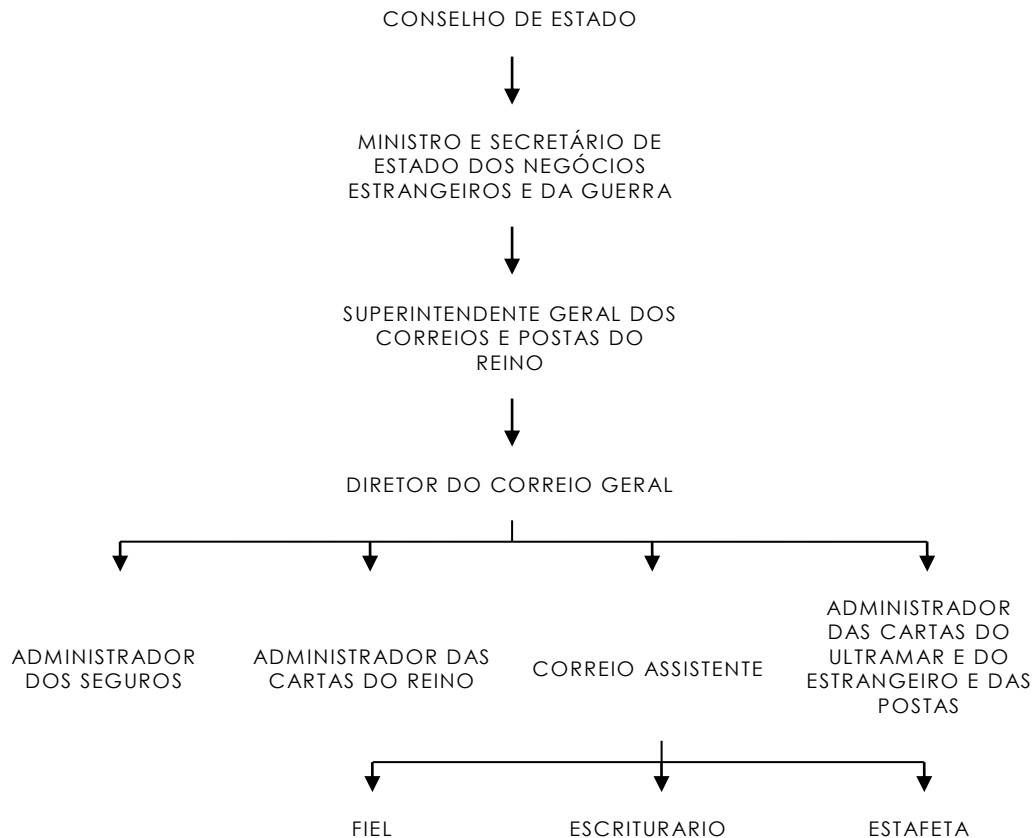 CONSELHO DE ESTADO
MINISTRO E SECRETÁRIO DE
ESTADO DOS NEGÓCIOS
ESTRANGEIROS E DA GUERRA
SUPERINTENDENTE GERAL DOS
CORREIOS E POSTAS DO
REINO
DIRETOR DO CORREIO GERAL
ADMINISTRADOR
DOS SEGUROS
ADMINISTRADOR DAS
CARTAS DO REINO
CORREIO ASSISTENTE
ADMINISTRADOR
DAS CARTAS DO
ULTRAMAR E DO
ESTRANGEIRO E DAS
POSTAS
FIEL
ESCRITURARIO
ESTAFETA